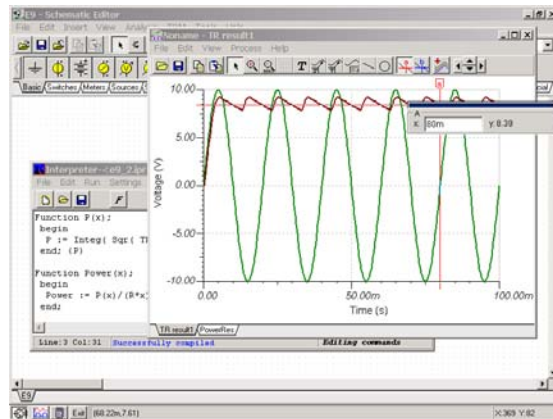 E9 - Schematic Editor
File Edit Insert View
Noname - TR result1
File Edit View Process Help
T
Basic Switches Meters Sources
10.00
5.00
0.00
-5.00
-10.00
Voltage (V)
0.00
50.00m
100.00m
Time (s)
a
A
x: 80m y: 8.39
TR result1 PowerRes
Interpreter - <e9_2.ipr
File Edit Run Settings
F
Function P(x);
begin
P := Integ( Sqr( 
end; {P}
Function Power(x);
begin
Power := P(x)/(R*x)
end;
Line:3 Col:31 Successfully compiled Editing commands
E9
Exit (68.22m,7.61) X:369 Y:82